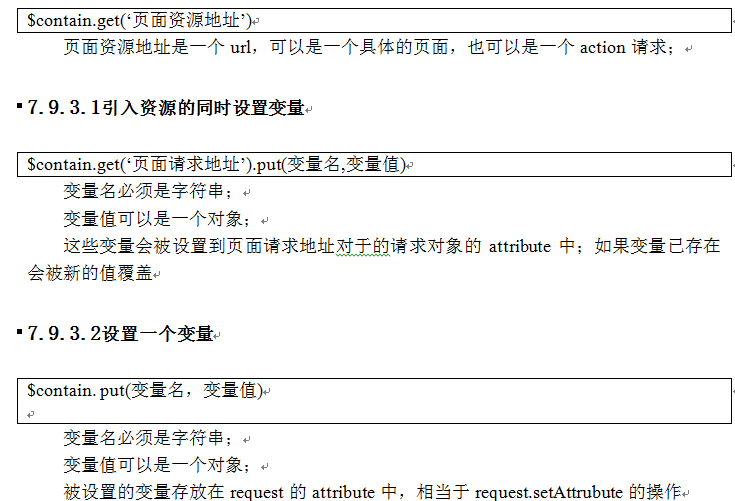 $contain.get(‘页面资源地址’)
页面资源地址是一个 url，可以是一个具体的页面，也可以是一个 action 请求；
7.9.3.1引入资源的同时设置变量
$contain.get(‘页面请求地址’).put(变量名,变量值)
变量名必须是字符串；
变量值可以是一个对象；
这些变量会被设置到页面请求地址对于的请求对象的 attribute 中；如果变量已存在
会被新的值覆盖
7.9.3.2设置一个变量
$contain. put(变量名，变量值)
变量名必须是字符串；
变量值可以是一个对象；
被设置的变量存放在 request 的 attribute 中，相当于 request.setAttrubute 的操作